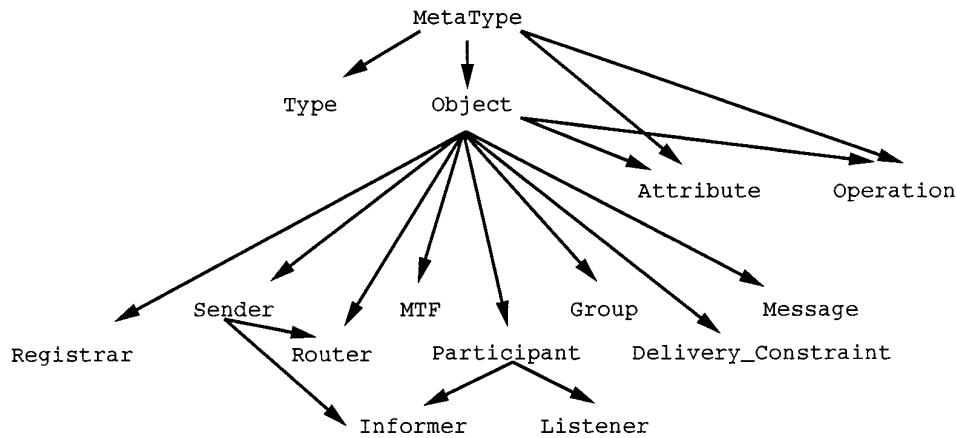 MetaType
Type Object
Attribute Operation
Sender MTF Group Message
Registrar Router Participant Delivery_Constraint
Informer Listener